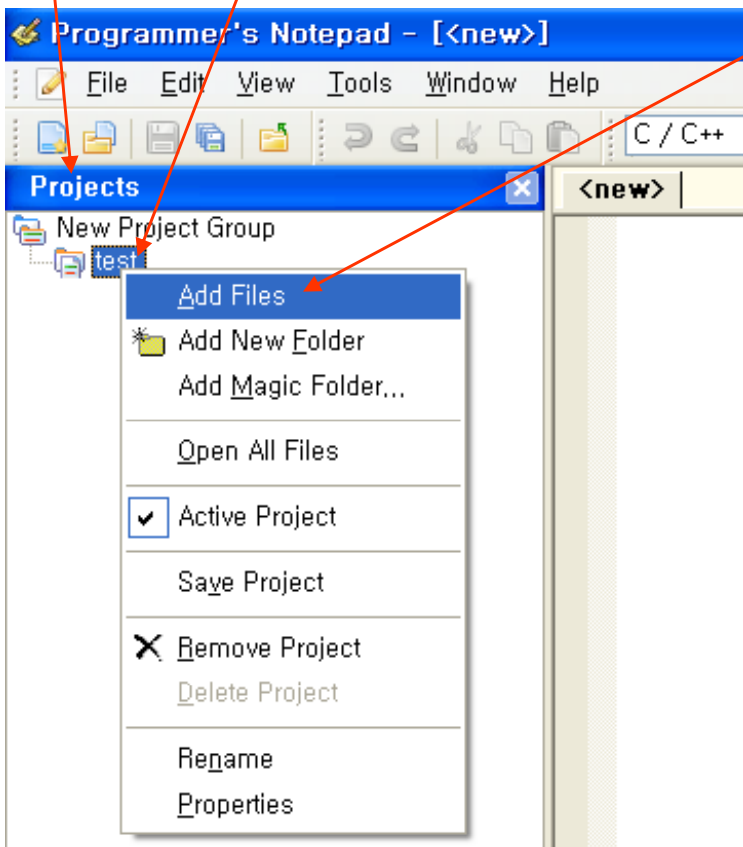 Programmer's Notepad - [<new>]
File Edit View Tools Window Help
C / C++
Projects
<new>
New Project Group
test
Add Files
Add New Folder
Add Magic Folder...
Open All Files
Active Project
Save Project
Remove Project
Delete Project
Rename
Properties